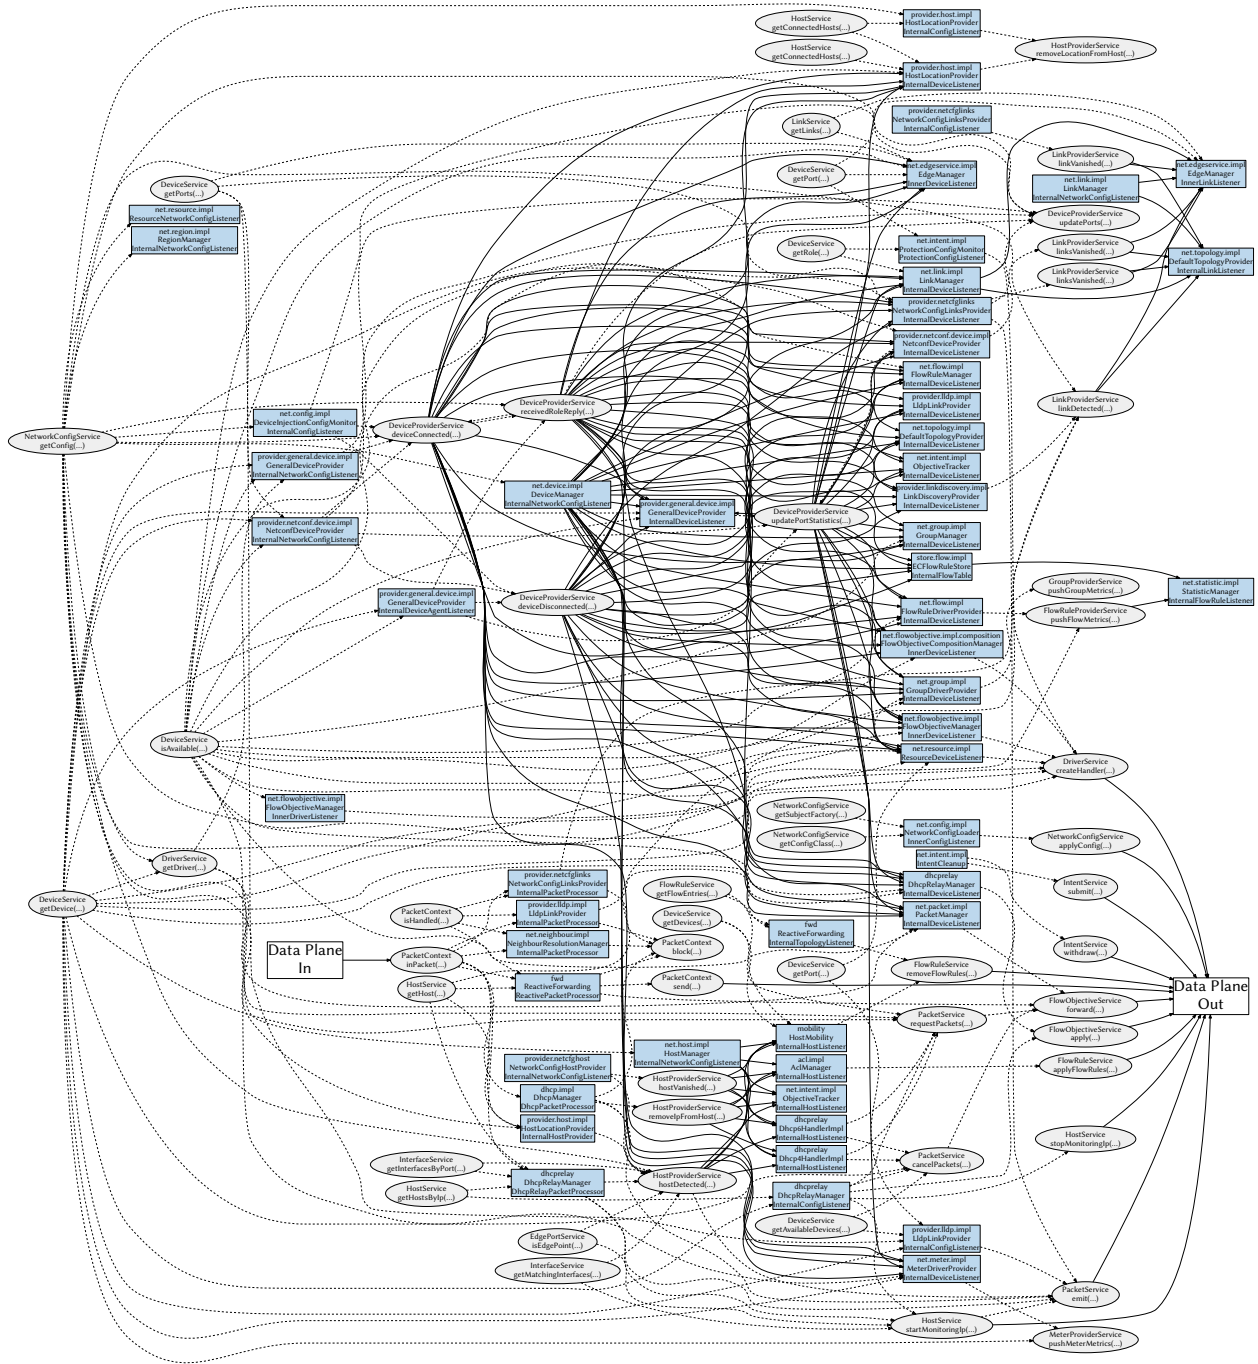 HostService
getConnectedHosts(...)
provider.host.impl
HostLocationProvider
InternalConfigListener
HostService
getConnectedHosts(...)
HostProviderService
removeLocationFromHost(...)
provider.host.impl
HostLocationProvider
InternalDeviceListener
LinkService
getLinks(...)
provider.netcfglinks
NetworkConfigLinksProvider
InternalConfigListener
LinkProviderService
linkVanished(...)
DeviceService
getPort(...)
net.edgeservice.impl
EdgeManager
InnerDeviceListener
net.edgeservice.impl
EdgeManager
InnerLinkListener
DeviceService
getPorts(...)
net.link.impl
LinkManager
InternalNetworkConfigListener
net.resource.impl
ResourceNetworkConfigListener
DeviceProviderService
updatePorts(...)
net.region.impl
RegionManager
InternalNetworkConfigListener
DeviceService
getRole(...)
net.intent.impl
ProtectionConfigMonitor
ProtectionConfigListener
LinkProviderService
linksVanished(...)
net.topology.impl
DefaultTopologyProvider
InternalLinkListener
net.link.impl
LinkManager
InternalDeviceListener
LinkProviderService
linksVanished(...)
provider.netcfglinks
NetworkConfigLinksProvider
InternalDeviceListener
provider.netconf.device.impl
NetconfDeviceProvider
InternalDeviceListener
net.flow.impl
FlowRuleManager
InternalDeviceListener
provider.lldp.impl
LldpLinkProvider
InternalDeviceListener
LinkProviderService
linkDetected(...)
DeviceProviderService
receivedRoleReply(...)
net.config.impl
DeviceInjectionConfigMonitor
InternalConfigListener
DeviceProviderService
deviceConnected(...)
net.topology.impl
DefaultTopologyProvider
InternalDeviceListener
NetworkConfigService
getConfig(...)
provider.general.device.impl
GeneralDeviceProvider
InternalNetworkConfigListener
net.intent.impl
ObjectiveTracker
InternalDeviceListener
net.device.impl
DeviceManager
InternalNetworkConfigListener
provider.linkdiscovery.impl
LinkDiscoveryProvider
InternalDeviceListener
provider.general.device.impl
GeneralDeviceProvider
InternalDeviceListener
DeviceProviderService
updatePortStatistics(...)
provider.netconf.device.impl
NetconfDeviceProvider
InternalNetworkConfigListener
net.group.impl
GroupManager
InternalDeviceListener
store.flow.impl
ECFlowRuleStore
InternalFlowTable
GroupProviderService
pushGroupMetrics(...)
net.statistic.impl
StatisticManager
InternalFlowRuleListener
provider.general.device.impl
GeneralDeviceProvider
InternalDeviceAgentListener
DeviceProviderService
deviceDisconnected(...)
net.flow.impl
FlowRuleDriverProvider
InternalDeviceListener
FlowRuleProviderService
pushFlowMetrics(...)
net.flowobjective.impl.composition
FlowObjectiveCompositionManager
InnerDeviceListener
net.group.impl
GroupDriverProvider
InternalDeviceListener
net.flowobjective.impl
FlowObjectiveManager
InnerDeviceListener
DeviceService
isAvailable(...)
net.resource.impl
ResourceDeviceListener
DriverService
createHandler(...)
net.flowobjective.impl
FlowObjectiveManager
InnerDriverListener
NetworkConfigService
getSubjectFactory(...)
NetworkConfigService
getConfigClass(...)
net.config.impl
NetworkConfigLoader
InnerConfigListener
NetworkConfigService
applyConfig(...)
DriverService
getDriver(...)
net.intent.impl
IntentCleanup
provider.netcfglinks
NetworkConfigLinksProvider
InternalPacketProcessor
FlowRuleService
getFlowEntries(...)
dhcprelay
DhcpRelayManager
InternalDeviceListener
IntentService
submit(...)
DeviceService
getDevice(...)
PacketContext
isHandled(...)
provider.lldp.impl
LldpLinkProvider
InternalPacketProcessor
DeviceService
getDevices(...)
net.packet.impl
PacketManager
InternalDeviceListener
net.neighbour.impl
NeighbourResolutionManager
InternalPacketProcessor
PacketContext
block(...)
fwd
ReactiveForwarding
InternalTopologyListener
IntentService
withdraw(...)
Data Plane
In
PacketContext
inPacket(...)
DeviceService
getPort(...)
FlowRuleService
removeFlowRules(...)
HostService
getHost(...)
fwd
ReactiveForwarding
ReactivePacketProcessor
PacketContext
send(...)
Data Plane
Out
FlowObjectiveService
forward(...)
PacketService
requestPackets(...)
FlowObjectiveService
apply(...)
net.host.impl
HostManager
InternalNetworkConfigListener
mobility
HostMobility
InternalHostListener
provider.netcfghost
NetworkConfigHostProvider
InternalNetworkConfigListener
acl.impl
AclManager
InternalHostListener
FlowRuleService
applyFlowRules(...)
HostProviderService
hostVanished(...)
dhcp.impl
DhcpManager
DhcpPacketProcessor
net.intent.impl
ObjectiveTracker
InternalHostListener
HostProviderService
removeIpFromHost(...)
provider.host.impl
HostLocationProvider
InternalHostProvider
dhcprelay
Dhcp6HandlerImpl
InternalHostListener
HostService
stopMonitoringIp(...)
InterfaceService
getInterfacesByPort(...)
dhcprelay
Dhcp4HandlerImpl
InternalHostListener
PacketService
cancelPackets(...)
dhcprelay
DhcpRelayManager
DhcpRelayPacketProcessor
HostProviderService
hostDetected(...)
HostService
getHostsByIp(...)
dhcprelay
DhcpRelayManager
InternalConfigListener
DeviceService
getAvailableDevices(...)
EdgePortService
isEdgePoint(...)
provider.lldp.impl
LldpLinkProvider
InternalConfigListener
InterfaceService
getMatchingInterfaces(...)
net.meter.impl
MeterDriverProvider
InternalDeviceListener
PacketService
emit(...)
HostService
startMonitoringIp(...)
MeterProviderService
pushMeterMetrics(...)